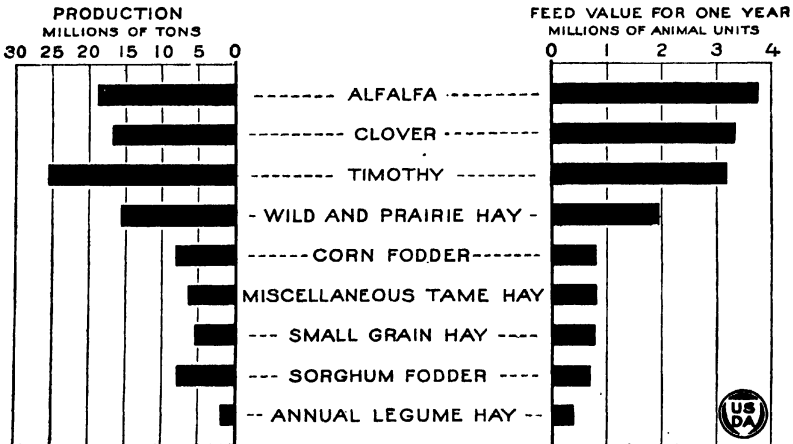 PRODUCTION
MILLIONS OF TONS
30 25 20 15 10 5 0
FEED VALUE FOR ONE YEAR
MILLIONS OF ANIMAL UNITS
0 1 2 3 4
ALFALFA
CLOVER
TIMOTHY
WILD AND PRAIRIE HAY
CORN FODDER
MISCELLANEOUS TAME HAY
SMALL GRAIN HAY
SORGHUM FODDER
ANNUAL LEGUME HAY
US
DA